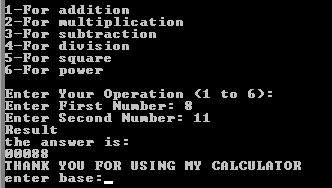 1-For addition
2-For multiplication
3-For subtraction
4-For division
5-For square
6-For power
Enter Your Operation (1 to 6):
Enter First Number: 8
Enter Second Number: 11
Result
the answer is:
00088
THANK YOU FOR USING MY CALCULATOR
enter base:_